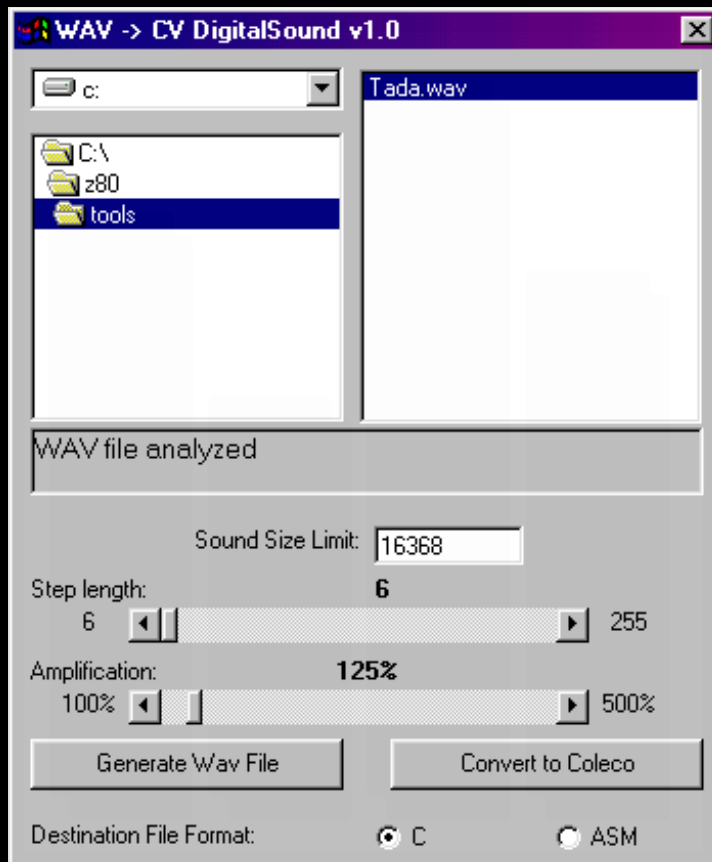 WAV -> CV DigitalSound v1.0
c:
Tada.wav
C:\
z80
tools
WAV file analyzed
Sound Size Limit: 16368
Step length: 6
6 255
Amplification: 125%
100% 500%
Generate Wav File Convert to Coleco
Destination File Format: C ASM